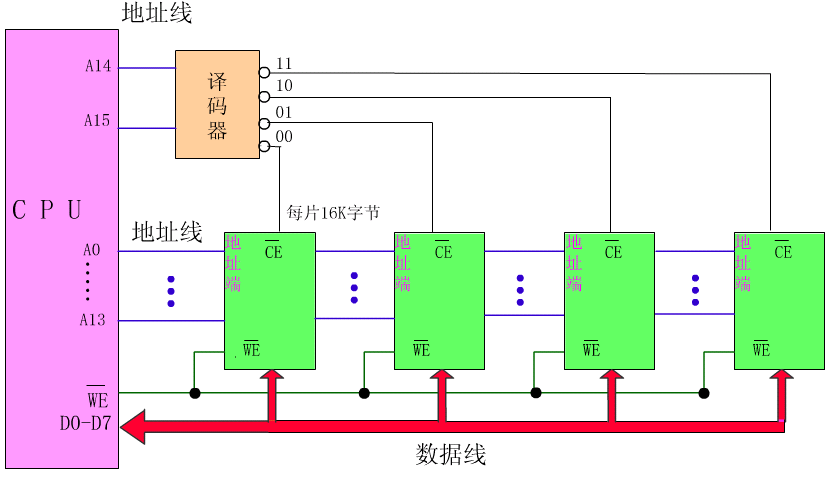 地址线
A14
译码器
11
10
A15
01
00
CPU
每片16K字节
地址线
A0
地址端
CE
地址端
CE
地址端
CE
地址端
CE
A13
WE
WE
WE
WE
WE
D0-D7
数据线